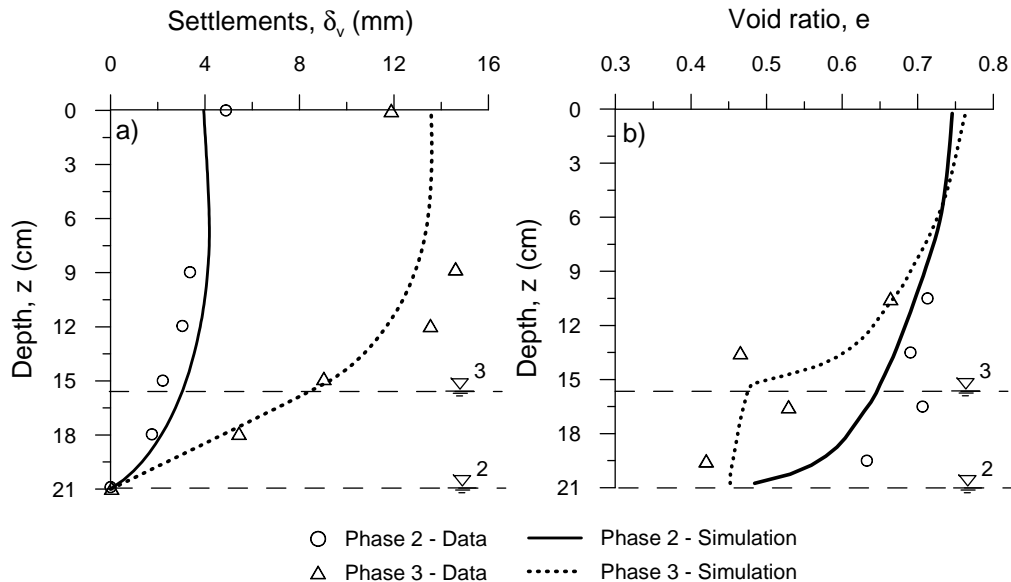 Settlements, δv (mm)
0 4 8 12 16
a)
Depth, z (cm)
0
3
6
9
12
15
18
21
3
2
Void ratio, e
0.3 0.4 0.5 0.6 0.7 0.8
b)
Depth, z (cm)
0
3
6
9
12
15
18
21
3
2
Phase 2 - Data Phase 2 - Simulation
Phase 3 - Data Phase 3 - Simulation